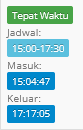 Tepat Waktu
Jadwal:
15:00-17:30
Masuk:
15:04:47
Keluar:
17:17:05